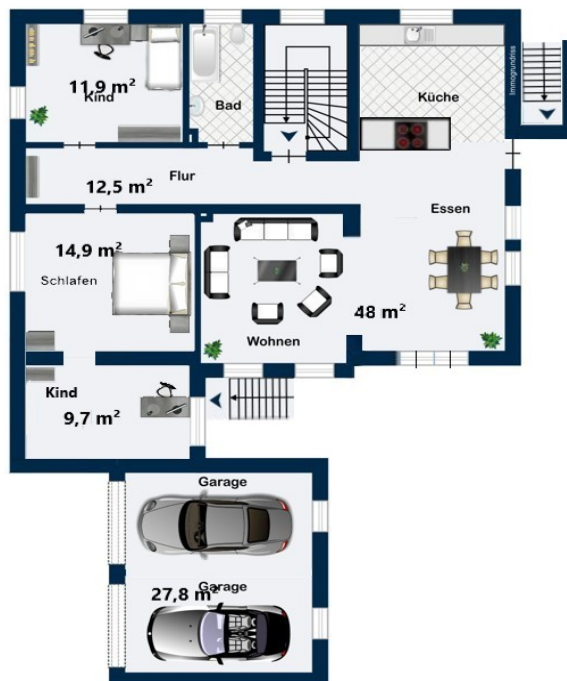 11,9 m²
Kind
Bad
Küche
Immogrundriss
Flur
12,5 m²
Essen
14,9 m²
Schlafen
48 m²
Wohnen
Kind
9,7 m²
Garage
Garage
27,8 m²